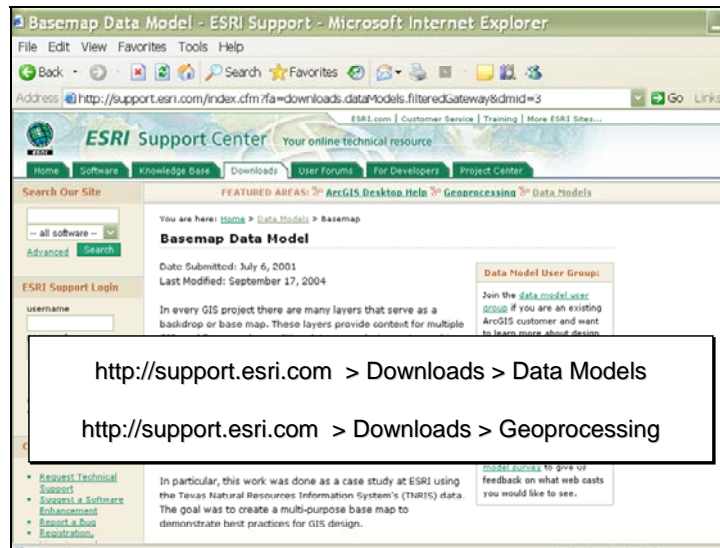 Basemap Data Model - ESRI Support - Microsoft Internet Explorer
File Edit View Favorites Tools Help
Back Search Favorites
Address http://support.esri.com/index.cfm?fa=downloads.dataModels.filteredGateway&dmid=3 Go Links
ESRI.com | Customer Service | Training | More ESRI Sites...
ESRI Support Center Your online technical resource
Home Software Knowledge Base Downloads User Forums For Developers Project Center
Search Our Site
FEATURED AREAS: ArcGIS Desktop Help Geoprocessing Data Models
-- all software --
Advanced Search
ESRI Support Login
username
You are here: Home > Data Models > Basemap
Basemap Data Model
Date Submitted: July 6, 2001
Last Modified: September 17, 2004
In every GIS project there are many layers that serve as a
backdrop or base map. These layers provide context for multiple
Data Model User Group:
Join the data model user
group if you are an existing
ArcGIS customer and want
to learn more about design
http://support.esri.com > Downloads > Data Models
http://support.esri.com > Downloads > Geoprocessing
Request Technical
Support
Suggest a Software
Enhancement
Report a Bug
Registration,
In particular, this work was done as a case study at ESRI using
the Texas Natural Resources Information System's (TNRIS) data.
The goal was to create a multi-purpose base map to
demonstrate best practices for GIS design.
model survey to give us
feedback on what web casts
you would like to see.